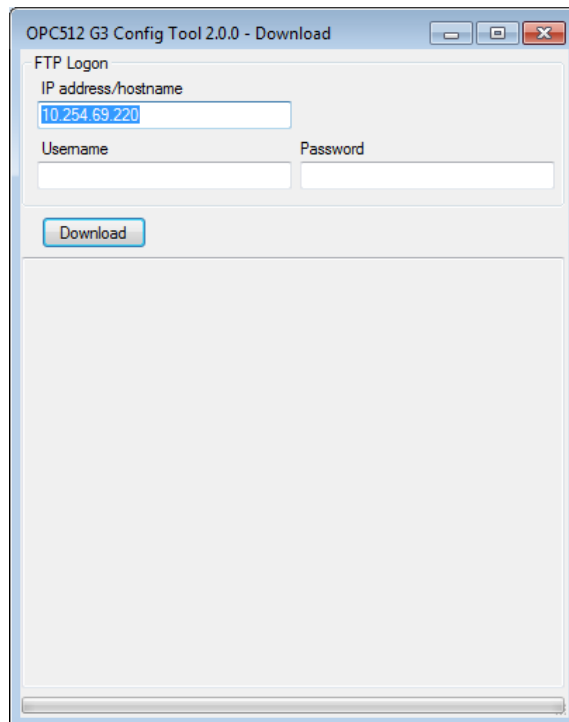 OPC512 G3 Config Tool 2.0.0 - Download
FTP Logon
IP address/hostname
10.254.69.220
Username Password
Download